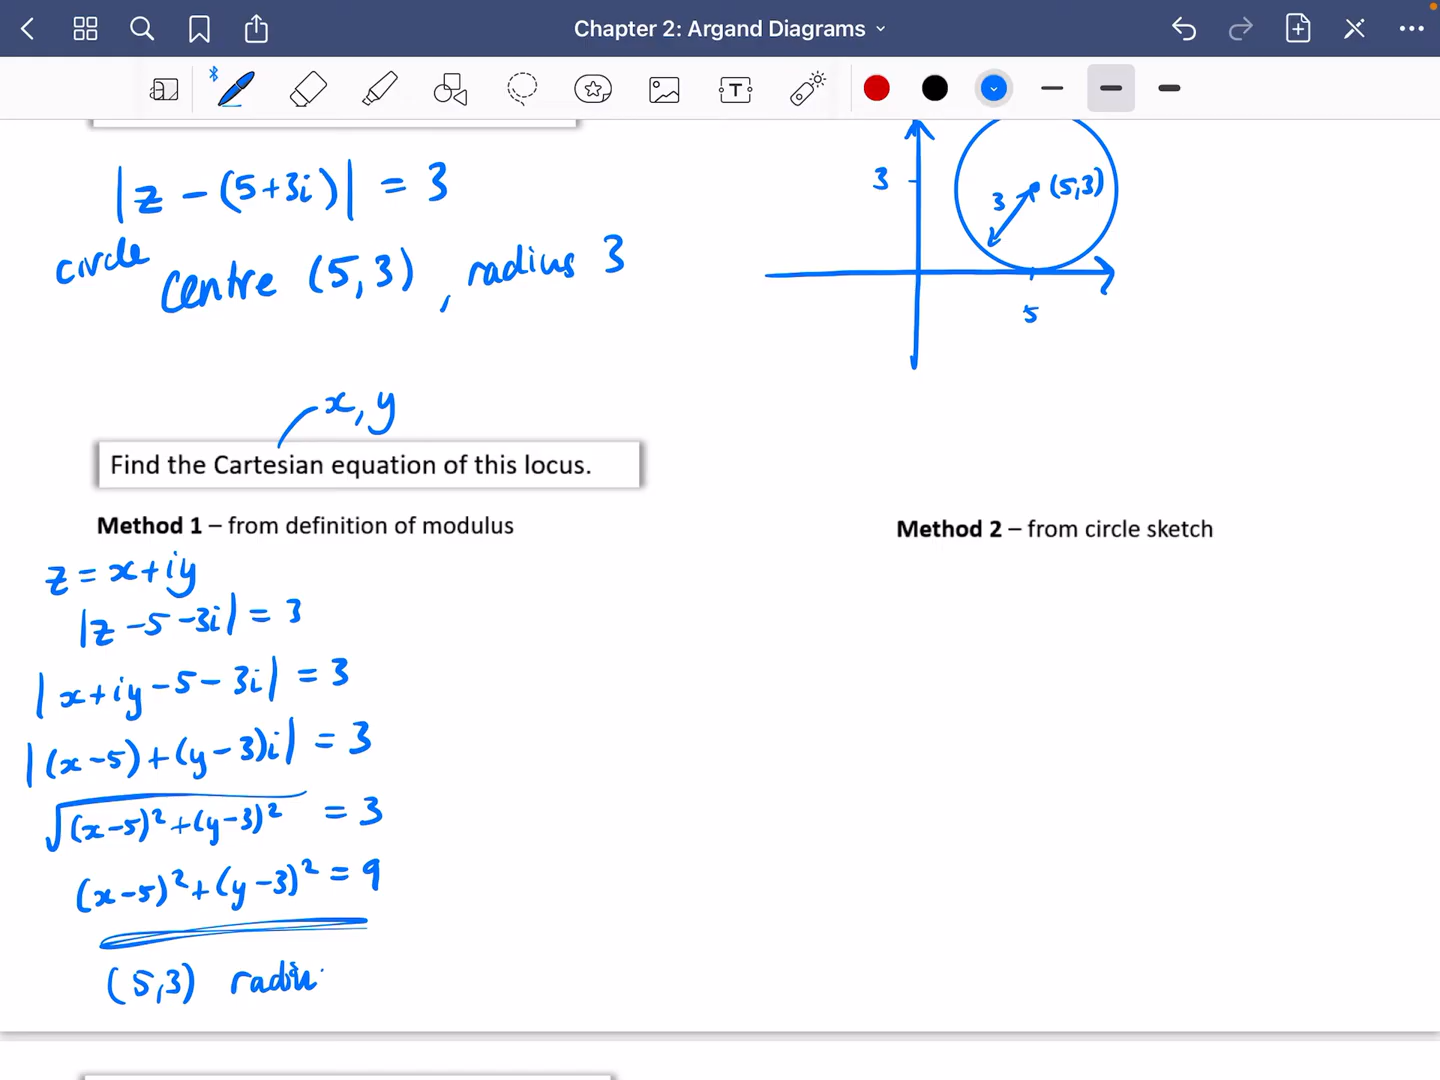 Chapter 2: Argand Diagrams
|z - (5+3i)| = 3
circle centre (5,3), radius 3
3
3
(5,3)
5
x, y
Find the Cartesian equation of this locus.
Method 1 – from definition of modulus
z = x+iy
|z -5 -3i| = 3
|x+iy -5 - 3i| = 3
|(x-5) + (y-3)i| = 3
√((x-5)²+(y-3)²) = 3
(x-5)²+(y-3)² = 9
(5,3) radiu
Method 2 – from circle sketch